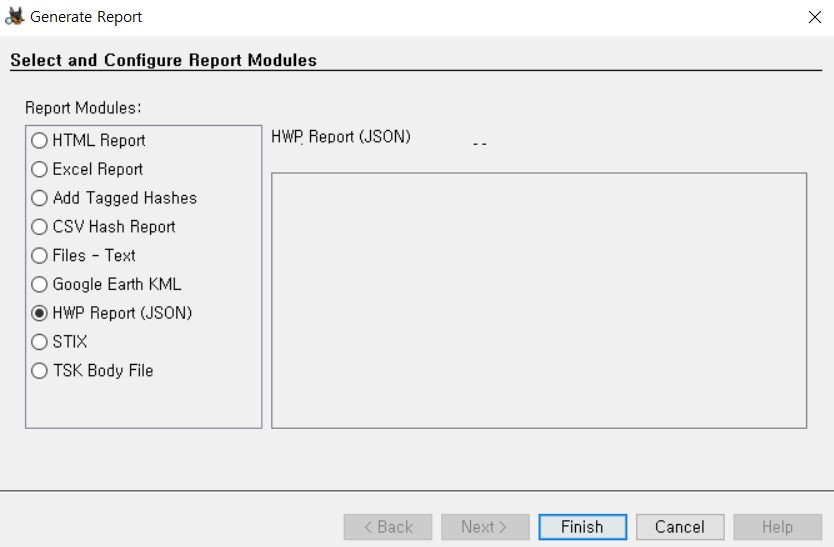 Generate Report
Select and Configure Report Modules
Report Modules:
HTML Report
Excel Report
Add Tagged Hashes
CSV Hash Report
Files - Text
Google Earth KML
HWP Report (JSON)
STIX
TSK Body File
HWP Report (JSON)
< Back
Next >
Finish
Cancel
Help